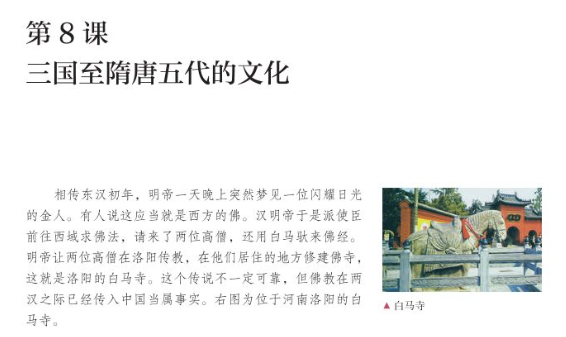 第 8 课
三国至隋唐五代的文化
相传东汉初年，明帝一天晚上突然梦见一位闪耀日光
的金人。有人说这应当就是西方的佛。汉明帝于是派使臣
前往西域求佛法，请来了两位高僧，还用白马驮来佛经。
明帝让两位高僧在洛阳传教，在他们居住的地方修建佛寺，
这就是洛阳的白马寺。这个传说不一定可靠，但佛教在两
汉之际已经传入中国当属事实。右图为位于河南洛阳的白
马寺。
▲ 白马寺